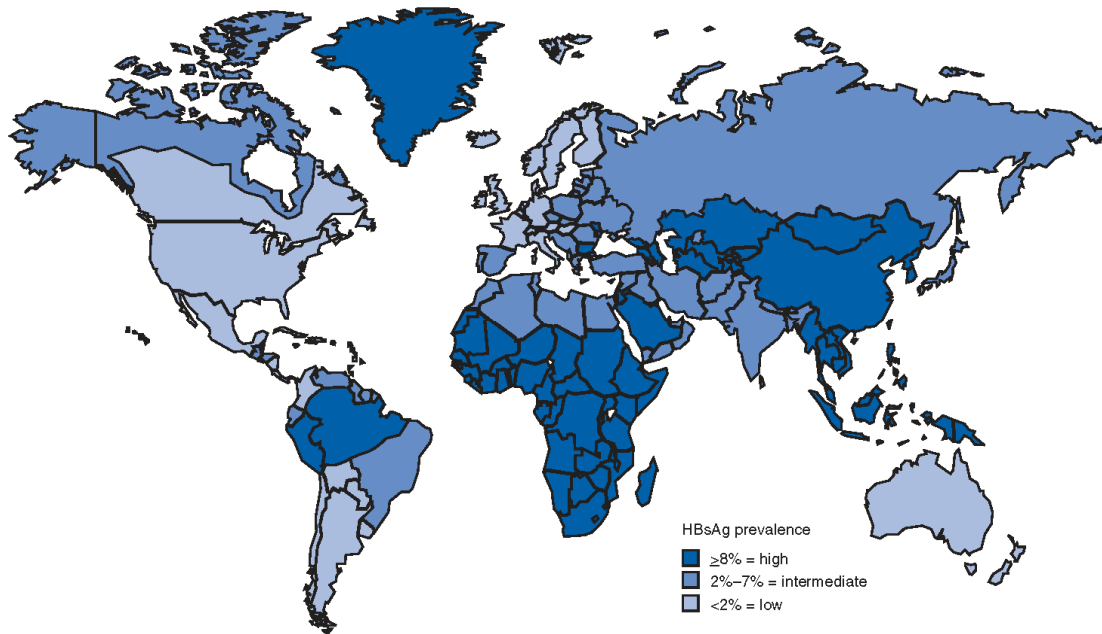 HBsAg prevalence
≥8% = high
2%–7% = intermediate
<2% = low